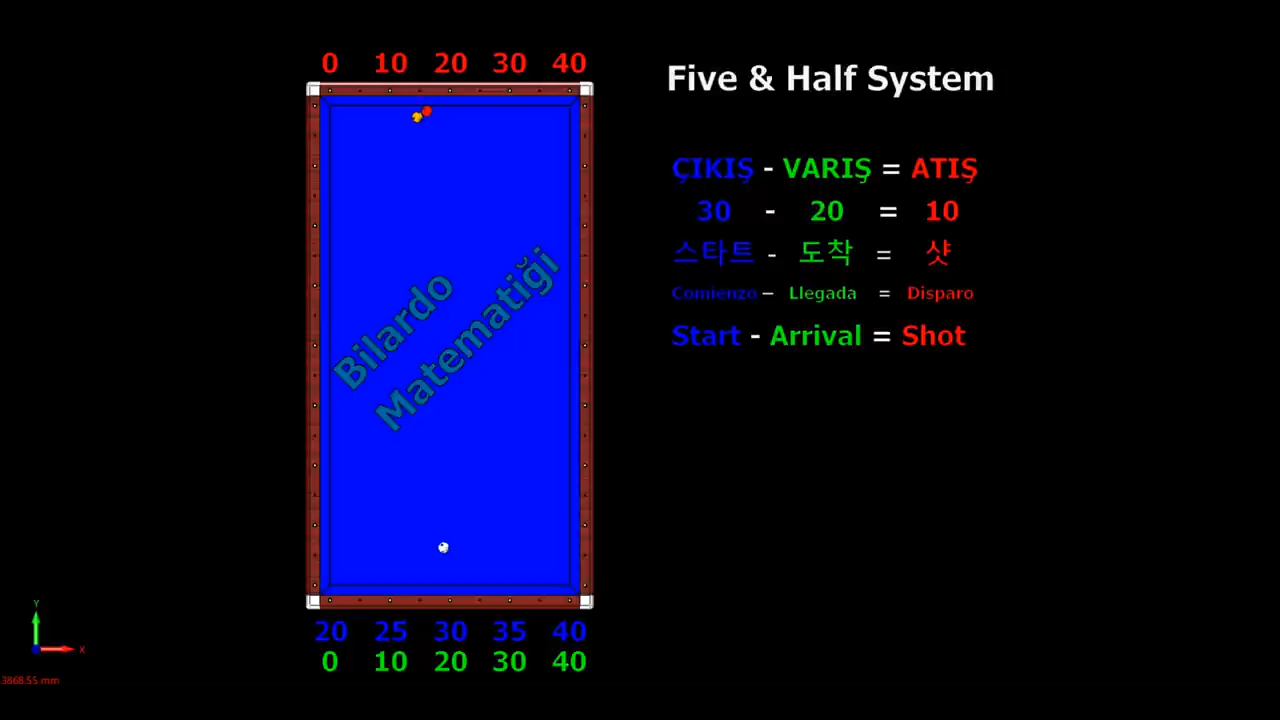 0 10 20 30 40
Five & Half System
ÇIKIŞ - VARIŞ = ATIŞ
30 - 20 = 10
스타트 - 도착 = 샷
Comienzo – Llegada = Disparo
Start - Arrival = Shot
Bilardo
Matematiği
20 25 30 35 40
0 10 20 30 40
Y
X
3868.55 mm